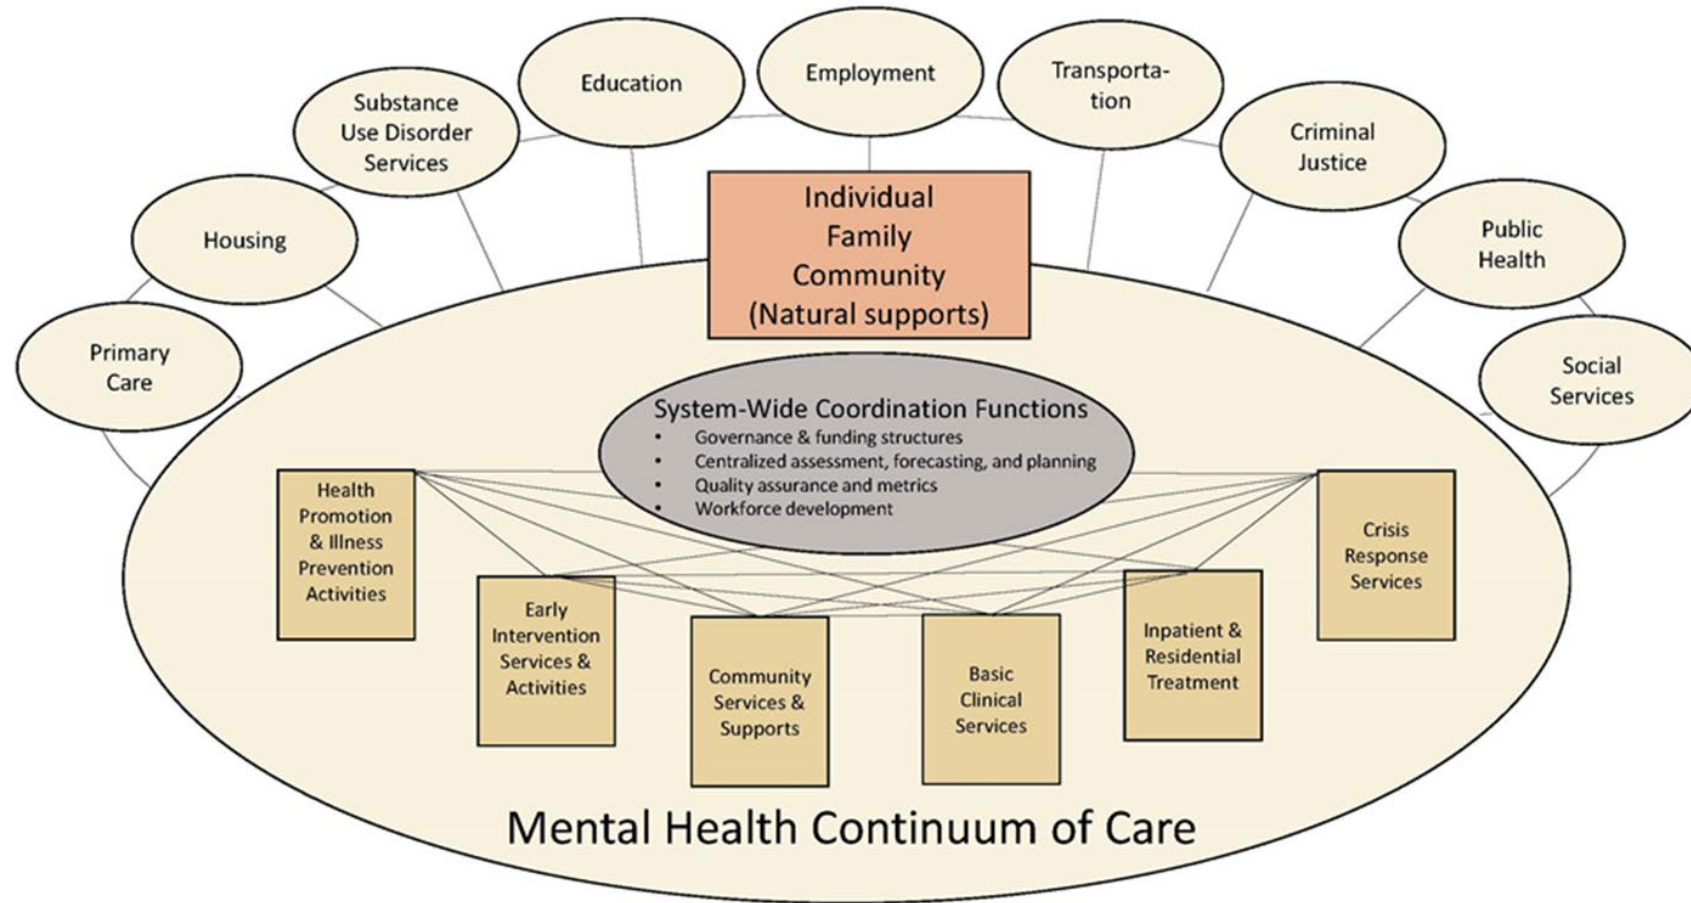 Employment
Education
Transporta-
tion
Substance
Use Disorder
Services
Criminal
Justice
Housing
Public
Health
Primary
Care
Social
Services
Individual
Family
Community
(Natural supports)
System-Wide Coordination Functions
• Governance & funding structures
• Centralized assessment, forecasting, and planning
• Quality assurance and metrics
• Workforce development
Health
Promotion
& Illness
Prevention
Activities
Early
Intervention
Services &
Activities
Community
Services &
Supports
Basic
Clinical
Services
Inpatient &
Residential
Treatment
Crisis
Response
Services
Mental Health Continuum of Care